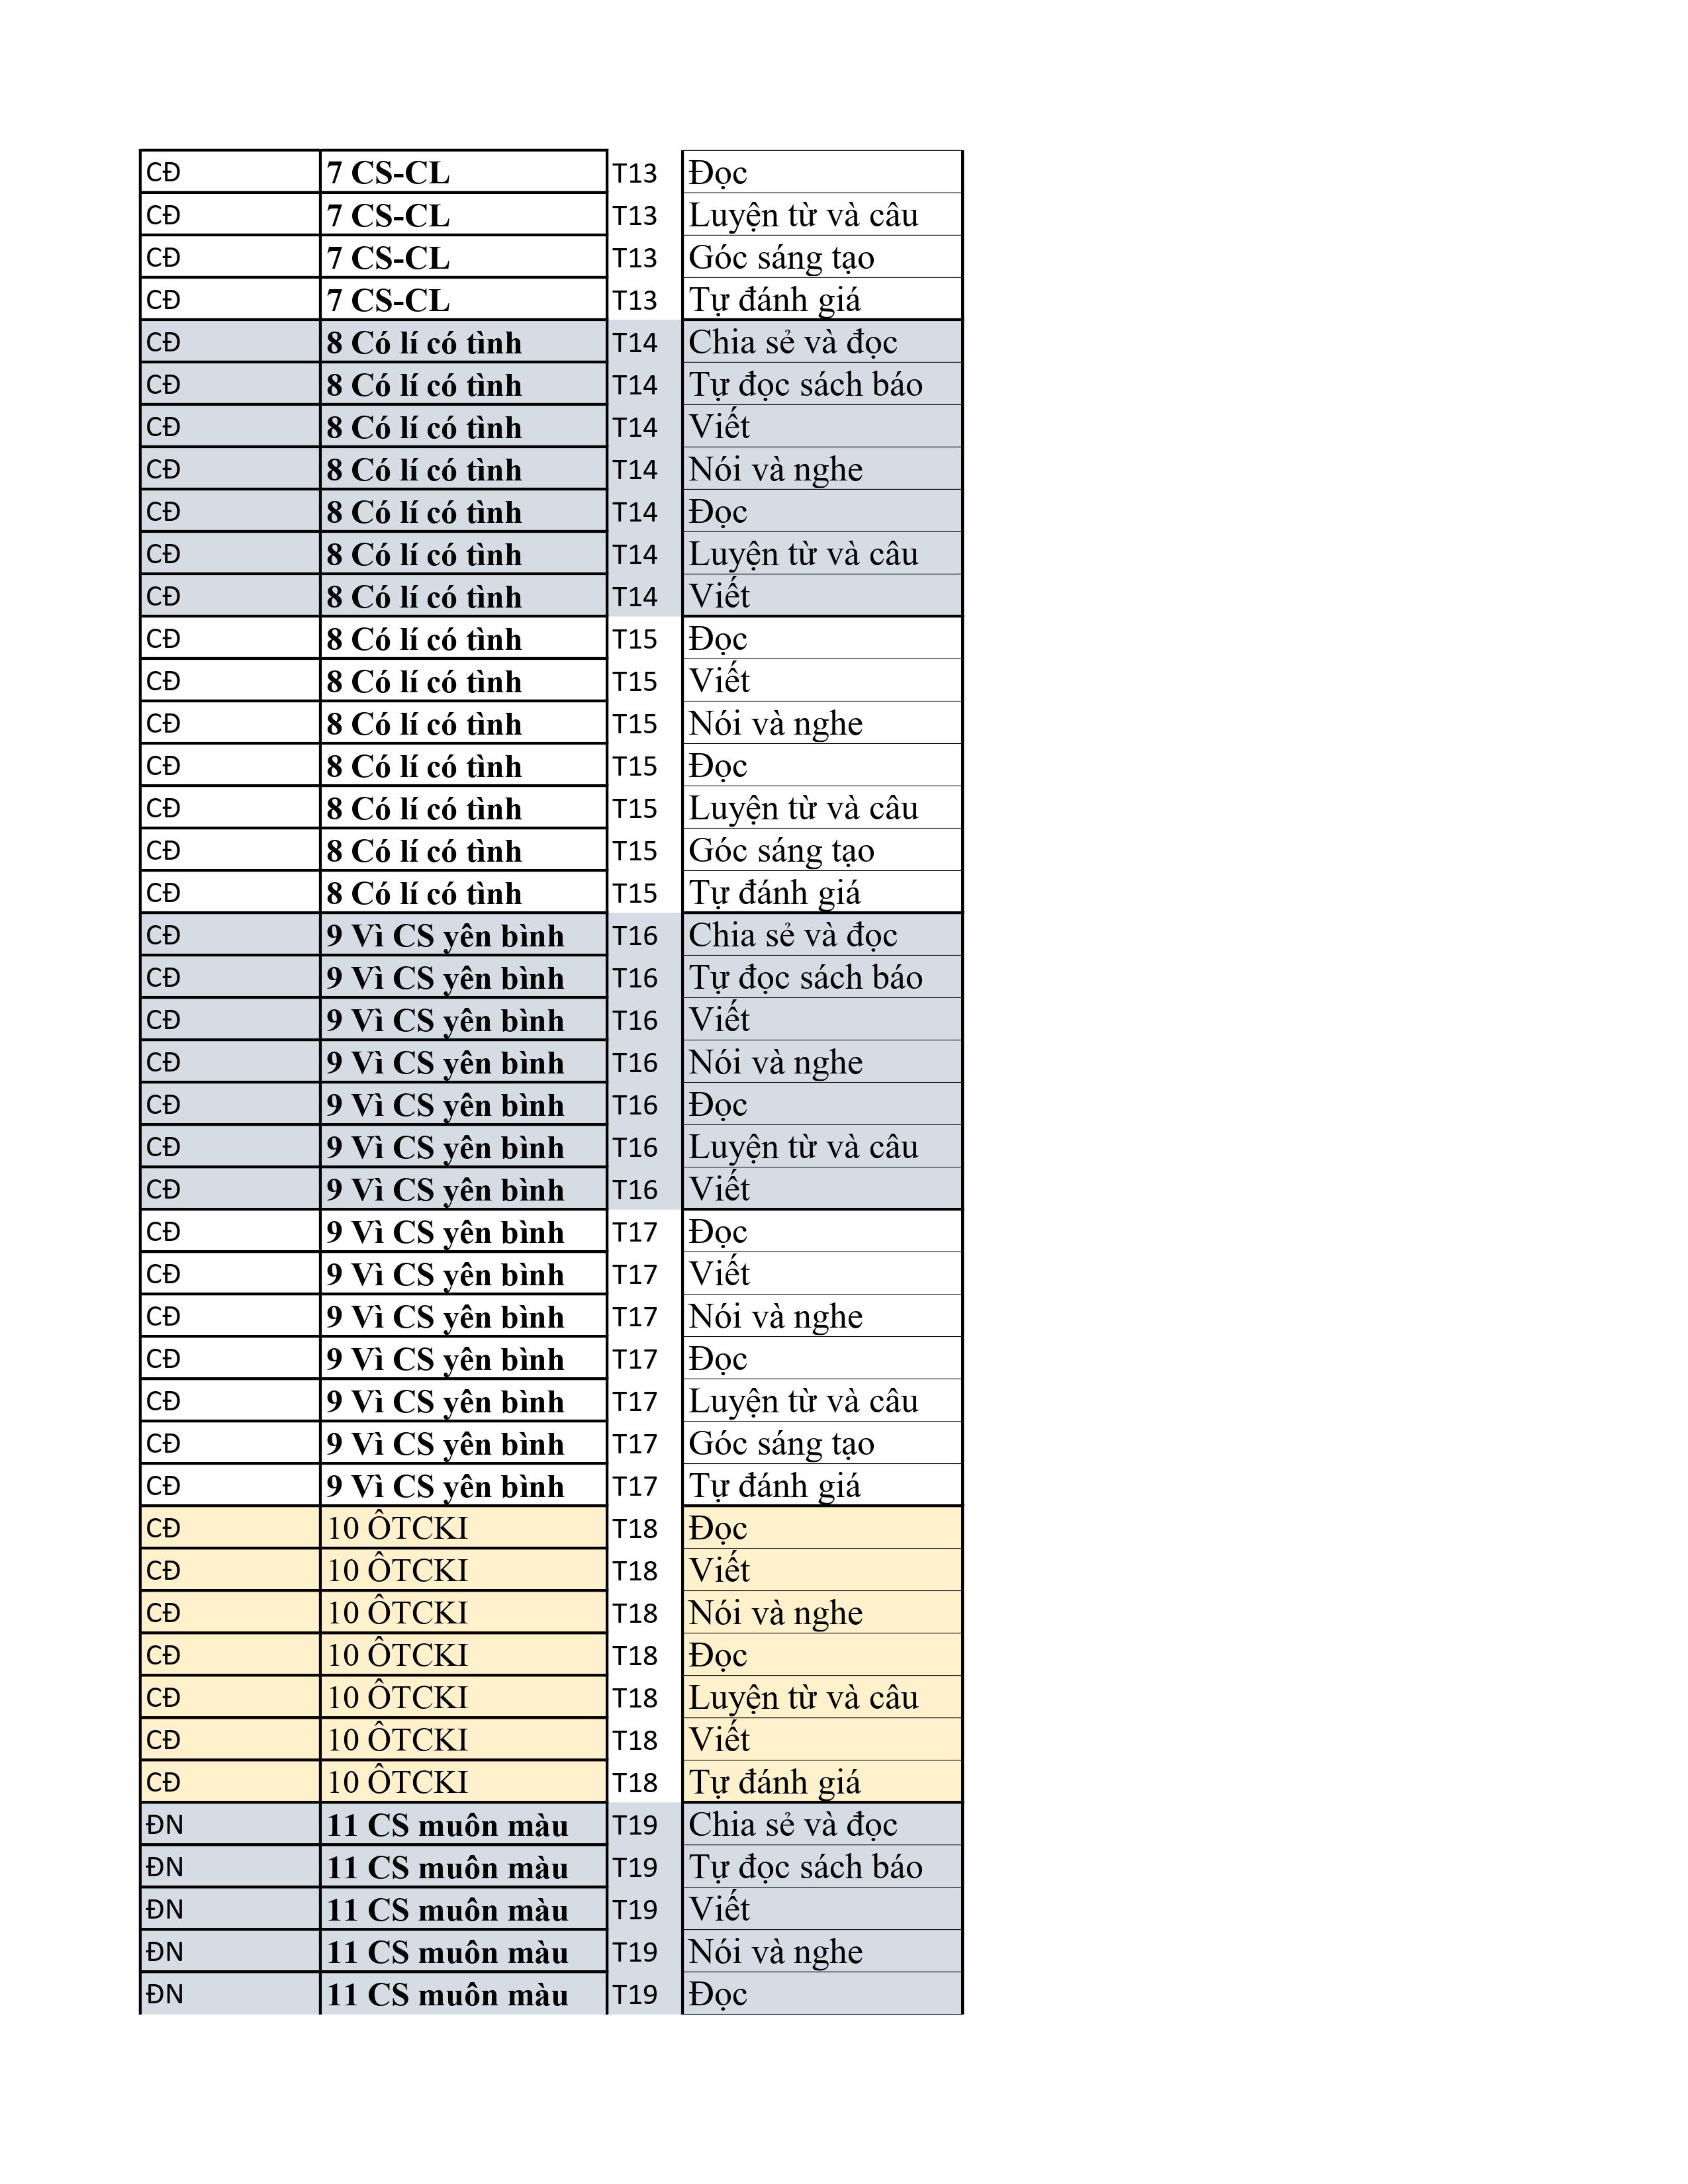 CĐ 7 CS-CL T13 Đọc
CĐ 7 CS-CL T13 Luyện từ và câu
CĐ 7 CS-CL T13 Góc sáng tạo
CĐ 7 CS-CL T13 Tự đánh giá
CĐ 8 Có lí có tình T14 Chia sẻ và đọc
CĐ 8 Có lí có tình T14 Tự đọc sách báo
CĐ 8 Có lí có tình T14 Viết
CĐ 8 Có lí có tình T14 Nói và nghe
CĐ 8 Có lí có tình T14 Đọc
CĐ 8 Có lí có tình T14 Luyện từ và câu
CĐ 8 Có lí có tình T14 Viết
CĐ 8 Có lí có tình T15 Đọc
CĐ 8 Có lí có tình T15 Viết
CĐ 8 Có lí có tình T15 Nói và nghe
CĐ 8 Có lí có tình T15 Đọc
CĐ 8 Có lí có tình T15 Luyện từ và câu
CĐ 8 Có lí có tình T15 Góc sáng tạo
CĐ 8 Có lí có tình T15 Tự đánh giá
CĐ 9 Vì CS yên bình T16 Chia sẻ và đọc
CĐ 9 Vì CS yên bình T16 Tự đọc sách báo
CĐ 9 Vì CS yên bình T16 Viết
CĐ 9 Vì CS yên bình T16 Nói và nghe
CĐ 9 Vì CS yên bình T16 Đọc
CĐ 9 Vì CS yên bình T16 Luyện từ và câu
CĐ 9 Vì CS yên bình T16 Viết
CĐ 9 Vì CS yên bình T17 Đọc
CĐ 9 Vì CS yên bình T17 Viết
CĐ 9 Vì CS yên bình T17 Nói và nghe
CĐ 9 Vì CS yên bình T17 Đọc
CĐ 9 Vì CS yên bình T17 Luyện từ và câu
CĐ 9 Vì CS yên bình T17 Góc sáng tạo
CĐ 9 Vì CS yên bình T17 Tự đánh giá
CĐ 10 ÔTCKI T18 Đọc
CĐ 10 ÔTCKI T18 Viết
CĐ 10 ÔTCKI T18 Nói và nghe
CĐ 10 ÔTCKI T18 Đọc
CĐ 10 ÔTCKI T18 Luyện từ và câu
CĐ 10 ÔTCKI T18 Viết
CĐ 10 ÔTCKI T18 Tự đánh giá
ĐN 11 CS muôn màu T19 Chia sẻ và đọc
ĐN 11 CS muôn màu T19 Tự đọc sách báo
ĐN 11 CS muôn màu T19 Viết
ĐN 11 CS muôn màu T19 Nói và nghe
ĐN 11 CS muôn màu T19 Đọc